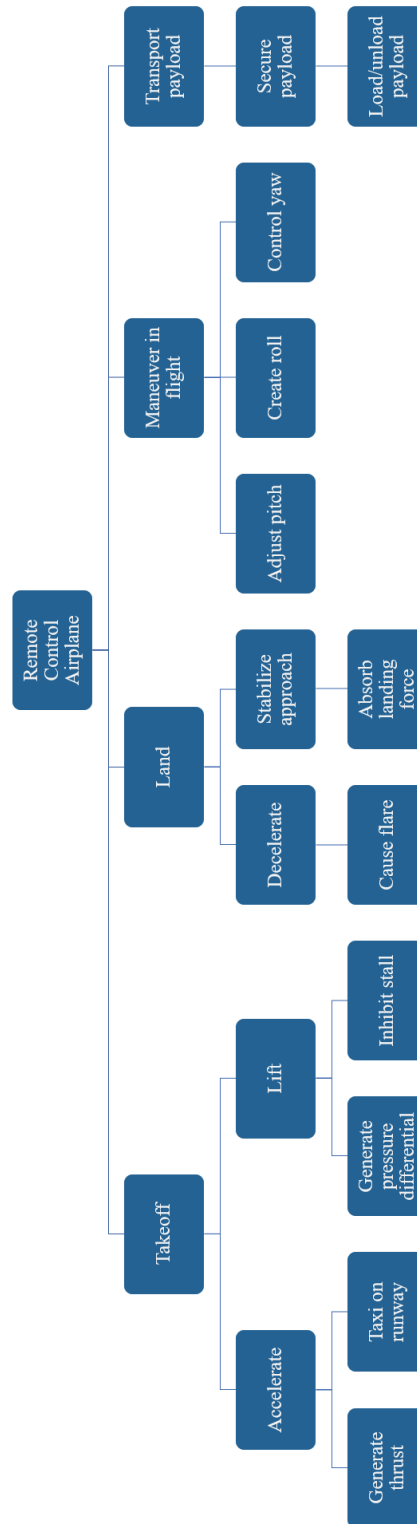 Remote
Control
Airplane
Takeoff
Land
Maneuver in
flight
Transport
payload
Accelerate
Lift
Decelerate
Stabilize
approach
Adjust pitch
Create roll
Control yaw
Secure
payload
Generate
thrust
Taxi on
runway
Generate
pressure
differential
Inhibit stall
Cause flare
Absorb
landing
force
Load/unload
payload